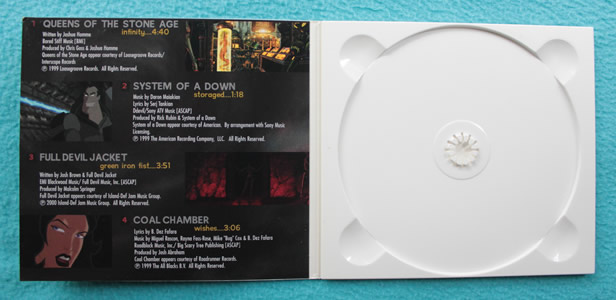 1 QUEENS OF THE STONE AGE
infinity...4:40
Written by Joshua Homme
Bored Stiff Music [BMI]
Produced by Chris Goss & Joshua Homme
Queens of the Stone Age appear courtesy of Loosegroove Records/
Interscope Records
℗ 1999 Loosegroove Records. All Rights Reserved.
2 SYSTEM OF A DOWN
storaged...1:18
Music by Daron Malakian
Lyrics by Serj Tankian
Ddevil/Sony ATV Music [ASCAP]
Produced by Rick Rubin & System of a Down
System of a Down appear courtesy of American. By arrangement with Sony Music
Licensing.
℗ 1999 The American Recording Company, LLC. All Rights Reserved.
3 FULL DEVIL JACKET
green iron fist...3:51
Written by Josh Brown & Full Devil Jacket
EMI Blackwood Music/ Full Devil Music, Inc. [ASCAP]
Produced by Malcolm Springer
Full Devil Jacket appears courtesy of Island-Def Jam Music Group.
℗ 2000 Island-Def Jam Music Group. All Rights Reserved.
4 COAL CHAMBER
wishes...3:06
Lyrics by B. Dez Fafara
Music by Miguel Rascon, Rayna Foss-Rose, Mike "Bug" Cox & B. Dez Fafara
Roadblock Music, Inc./ Big Scary Tree Publishing [ASCAP]
Produced by Josh Abraham
Coal Chamber appears courtesy of Roadrunner Records.
℗ 1999 The All Blacks B.V. All Rights Reserved.